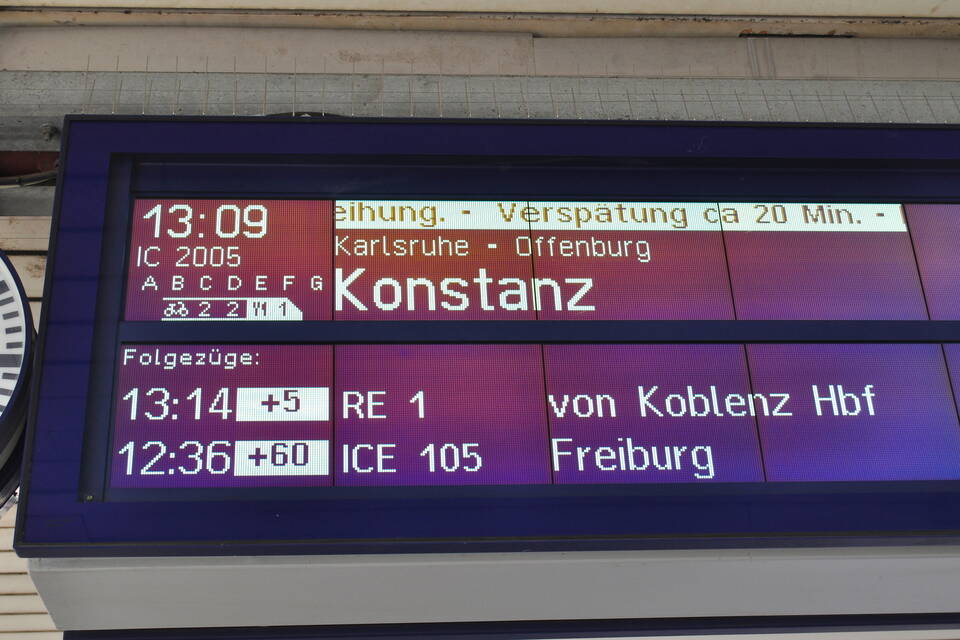 13:09 eihung. - Verspätung ca 20 Min. -
IC 2005 Karlsruhe - Offenburg
A B C D E F G Konstanz
2 2 1
Folgezüge:
13:14 +5 RE 1 von Koblenz Hbf
12:36 +60 ICE 105 Freiburg